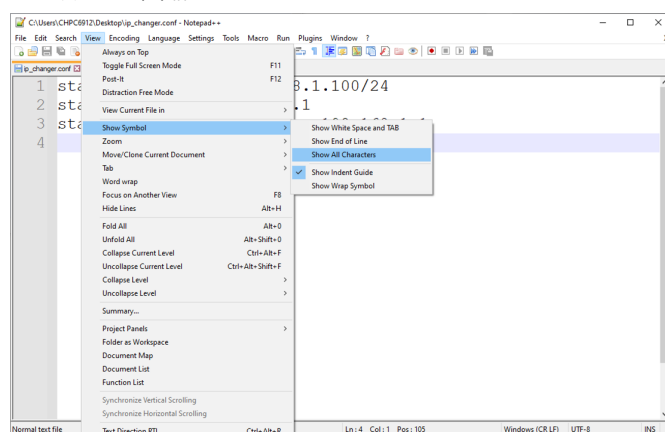 C:\Users\CHPC6912\Desktop\ip_changer.conf - Notepad++
File Edit Search View Encoding Language Settings Tools Macro Run Plugins Window ?
ip_changer.conf
1 sta 8.1.100/24
2 sta .1
3 sta
4
Always on Top
Toggle Full Screen Mode F11
Post-It F12
Distraction Free Mode
View Current File in
Show Symbol
Zoom
Move/Clone Current Document
Tab
Word wrap
Focus on Another View F8
Hide Lines Alt+H
Fold All Alt+0
Unfold All Alt+Shift+0
Collapse Current Level Ctrl+Alt+F
Uncollapse Current Level Ctrl+Alt+Shift+F
Collapse Level
Uncollapse Level
Summary...
Project Panels
Folder as Workspace
Document Map
Document List
Function List
Synchronize Vertical Scrolling
Synchronize Horizontal Scrolling
Text Direction RTL Ctrl+Alt+R
Show White Space and TAB
Show End of Line
Show All Characters
Show Indent Guide
Show Wrap Symbol
Normal text file Ln : 4 Col : 1 Pos : 105 Windows (CR LF) UTF-8 INS